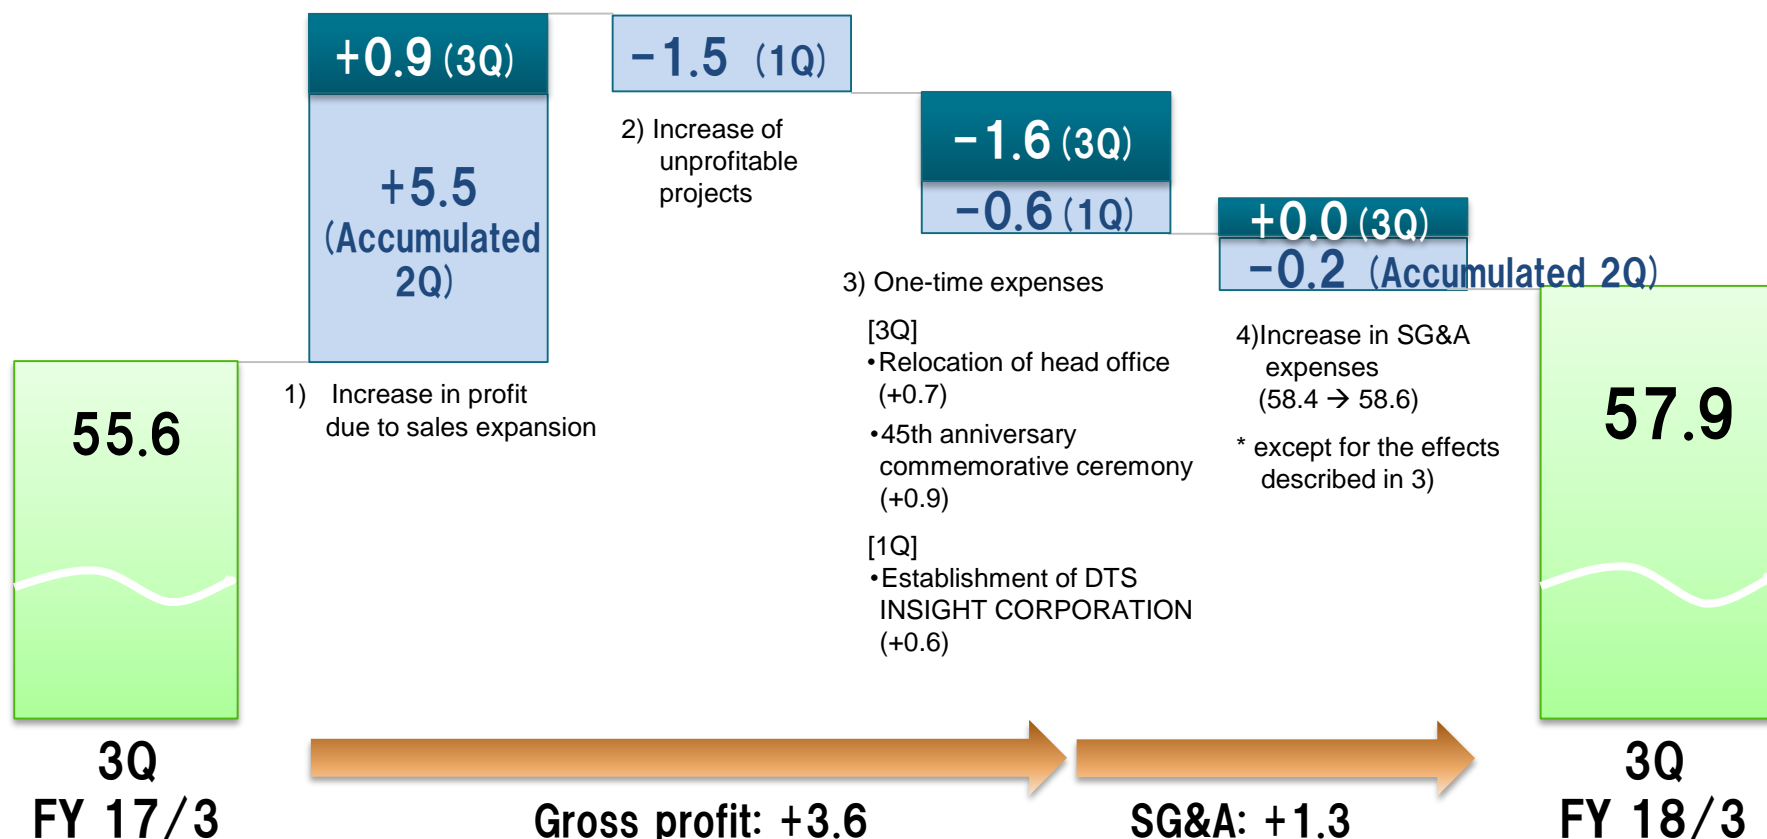 +0.9 (3Q)
+5.5
(Accumulated
2Q)
1) Increase in profit
due to sales expansion
-1.5 (1Q)
2) Increase of
unprofitable
projects
-1.6 (3Q)
-0.6 (1Q)
3) One-time expenses
[3Q]
•Relocation of head office
(+0.7)
•45th anniversary
commemorative ceremony
(+0.9)
[1Q]
•Establishment of DTS
INSIGHT CORPORATION
(+0.6)
+0.0 (3Q)
-0.2 (Accumulated 2Q)
4)Increase in SG&A
expenses
(58.4 → 58.6)
* except for the effects
described in 3)
55.6
57.9
3Q
FY 17/3
Gross profit: +3.6
SG&A: +1.3
3Q
FY 18/3